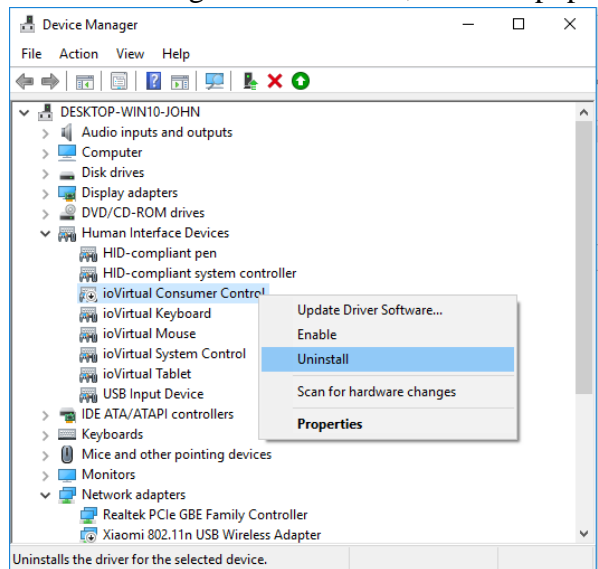 Device Manager
File Action View Help
DESKTOP-WIN10-JOHN
Audio inputs and outputs
Computer
Disk drives
Display adapters
DVD/CD-ROM drives
Human Interface Devices
HID-compliant pen
HID-compliant system controller
ioVirtual Consumer Control
ioVirtual Keyboard
ioVirtual Mouse
ioVirtual System Control
ioVirtual Tablet
USB Input Device
IDE ATA/ATAPI controllers
Keyboards
Mice and other pointing devices
Monitors
Network adapters
Realtek PCIe GBE Family Controller
Xiaomi 802.11n USB Wireless Adapter
Update Driver Software...
Enable
Uninstall
Scan for hardware changes
Properties
Uninstalls the driver for the selected device.